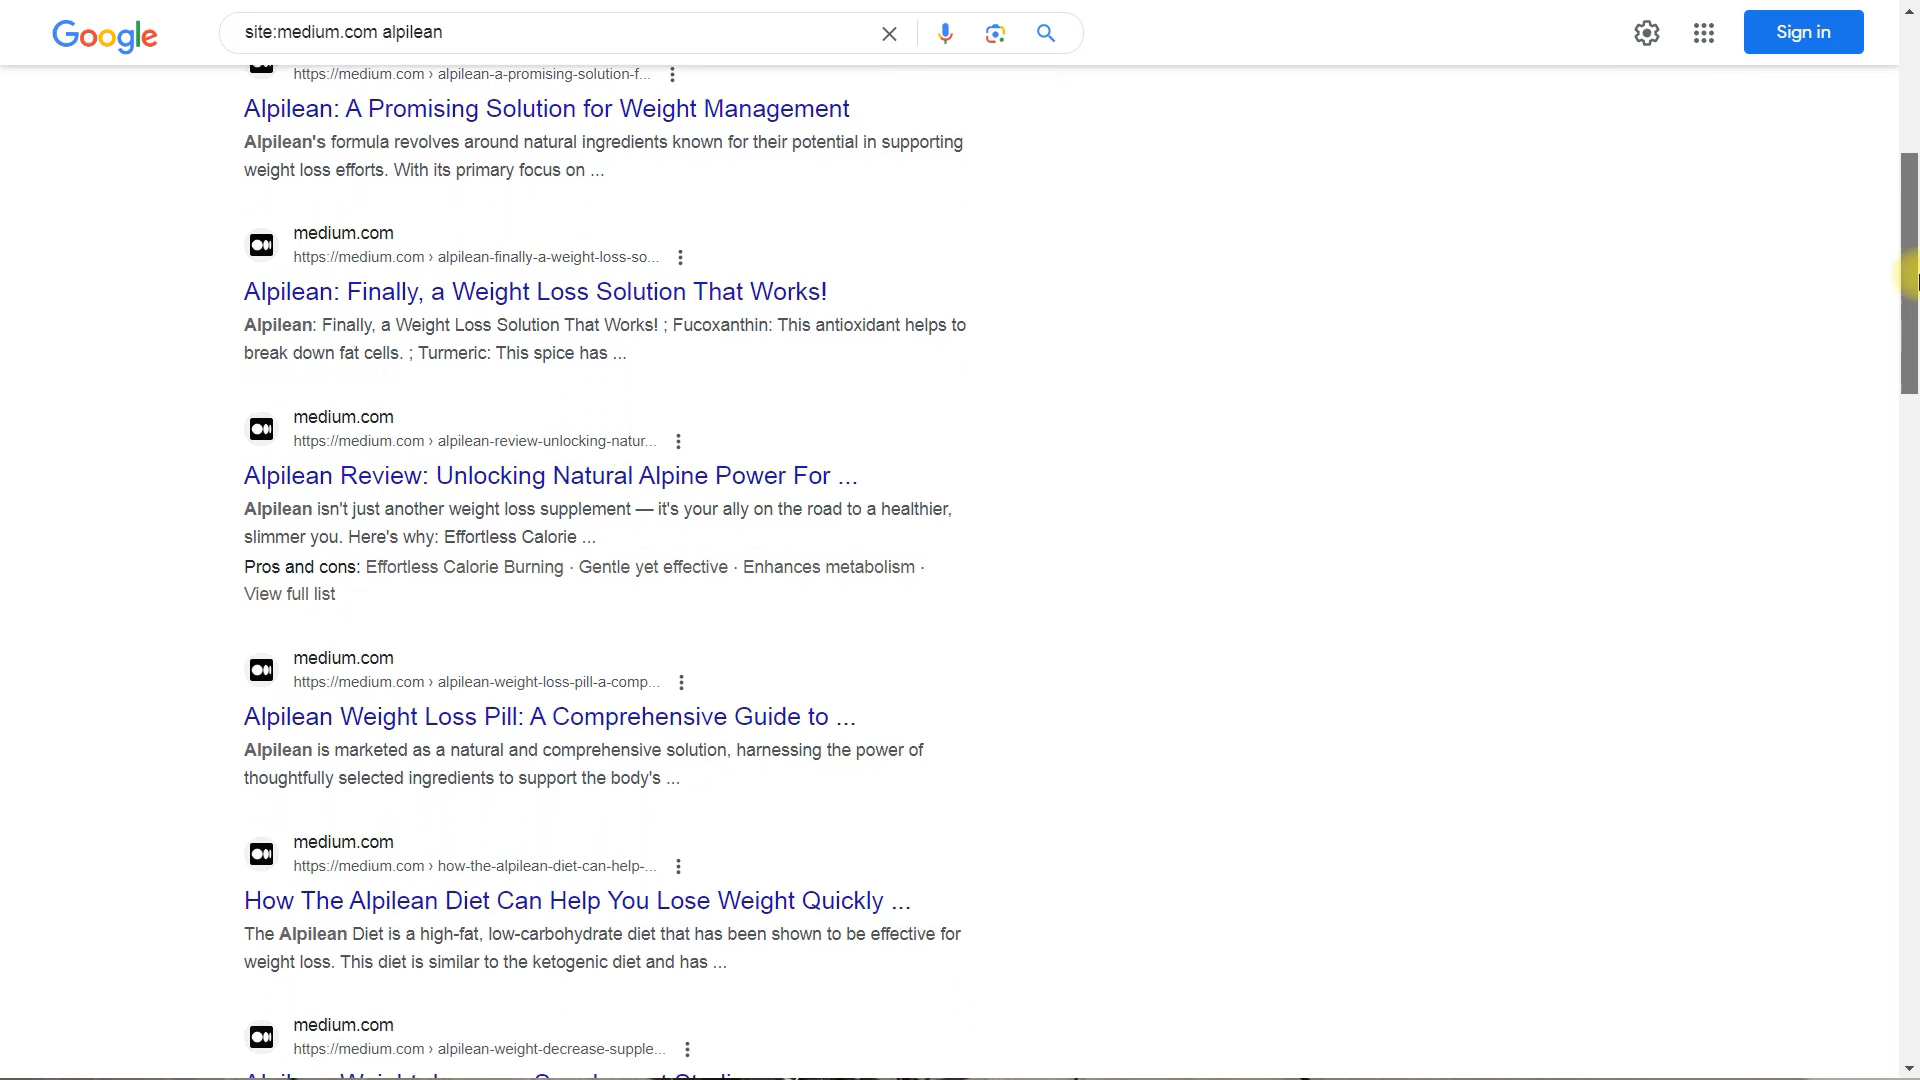 Google
site:medium.com alpilean
Sign in
https://medium.com › alpilean-a-promising-solution-f...
Alpilean: A Promising Solution for Weight Management
Alpilean's formula revolves around natural ingredients known for their potential in supporting
weight loss efforts. With its primary focus on ...
medium.com
https://medium.com › alpilean-finally-a-weight-loss-so...
Alpilean: Finally, a Weight Loss Solution That Works!
Alpilean: Finally, a Weight Loss Solution That Works! ; Fucoxanthin: This antioxidant helps to
break down fat cells. ; Turmeric: This spice has ...
medium.com
https://medium.com › alpilean-review-unlocking-natur...
Alpilean Review: Unlocking Natural Alpine Power For ...
Alpilean isn't just another weight loss supplement — it's your ally on the road to a healthier,
slimmer you. Here's why: Effortless Calorie ...
Pros and cons: Effortless Calorie Burning · Gentle yet effective · Enhances metabolism ·
View full list
medium.com
https://medium.com › alpilean-weight-loss-pill-a-comp...
Alpilean Weight Loss Pill: A Comprehensive Guide to ...
Alpilean is marketed as a natural and comprehensive solution, harnessing the power of
thoughtfully selected ingredients to support the body's ...
medium.com
https://medium.com › how-the-alpilean-diet-can-help-...
How The Alpilean Diet Can Help You Lose Weight Quickly ...
The Alpilean Diet is a high-fat, low-carbohydrate diet that has been shown to be effective for
weight loss. This diet is similar to the ketogenic diet and has ...
medium.com
https://medium.com › alpilean-weight-decrease-supple...